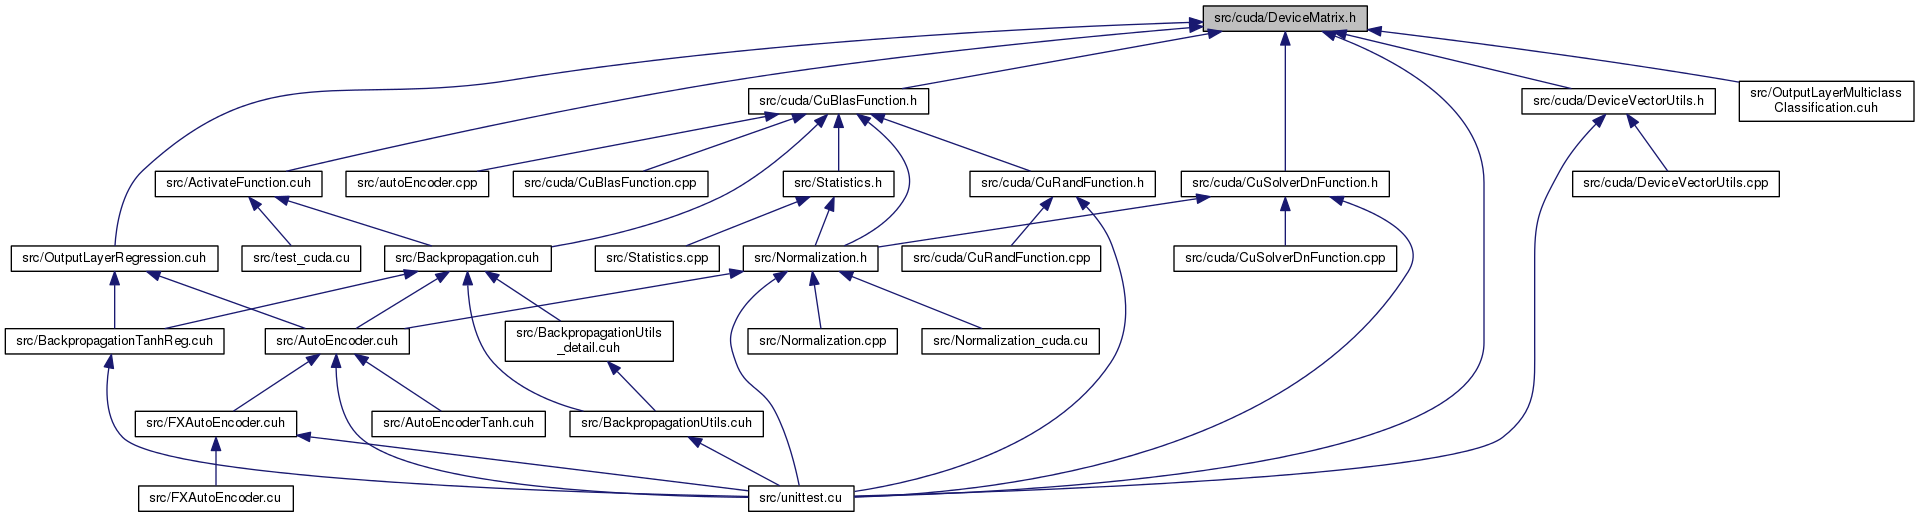 src/cuda/DeviceMatrix.h
src/cuda/CuBlasFunction.h
src/cuda/DeviceVectorUtils.h
src/OutputLayerMulticlass
Classification.cuh
src/ActivateFunction.cuh
src/autoEncoder.cpp
src/cuda/CuBlasFunction.cpp
src/Statistics.h
src/cuda/CuRandFunction.h
src/cuda/CuSolverDnFunction.h
src/cuda/DeviceVectorUtils.cpp
src/OutputLayerRegression.cuh
src/test_cuda.cu
src/Backpropagation.cuh
src/Statistics.cpp
src/Normalization.h
src/cuda/CuRandFunction.cpp
src/cuda/CuSolverDnFunction.cpp
src/BackpropagationTanhReg.cuh
src/AutoEncoder.cuh
src/BackpropagationUtils
_detail.cuh
src/Normalization.cpp
src/Normalization_cuda.cu
src/FXAutoEncoder.cuh
src/AutoEncoderTanh.cuh
src/BackpropagationUtils.cuh
src/FXAutoEncoder.cu
src/unittest.cu